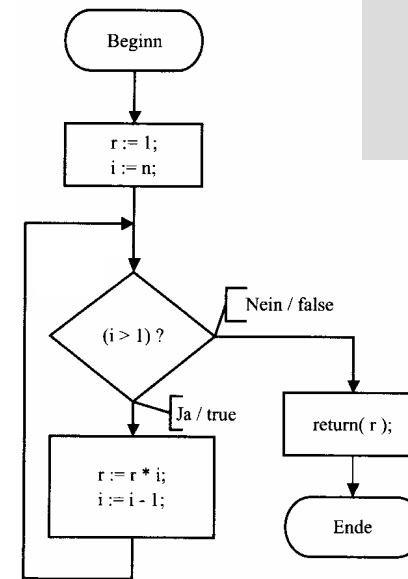 Beginn
r := 1;
i := n;
(i > 1) ?
Nein / false
Ja / true
r := r * i;
i := i - 1;
return( r );
Ende